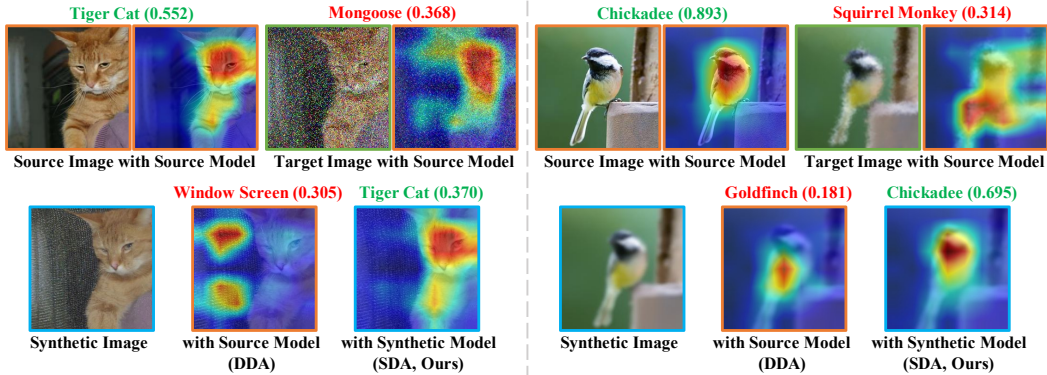 Tiger Cat (0.552)
Mongoose (0.368)
Source Image with Source Model
Target Image with Source Model
Window Screen (0.305)
Tiger Cat (0.370)
Synthetic Image
with Source Model
(DDA)
with Synthetic Model
(SDA, Ours)
Chickadee (0.893)
Squirrel Monkey (0.314)
Source Image with Source Model
Target Image with Source Model
Goldfinch (0.181)
Chickadee (0.695)
Synthetic Image
with Source Model
(DDA)
with Synthetic Model
(SDA, Ours)